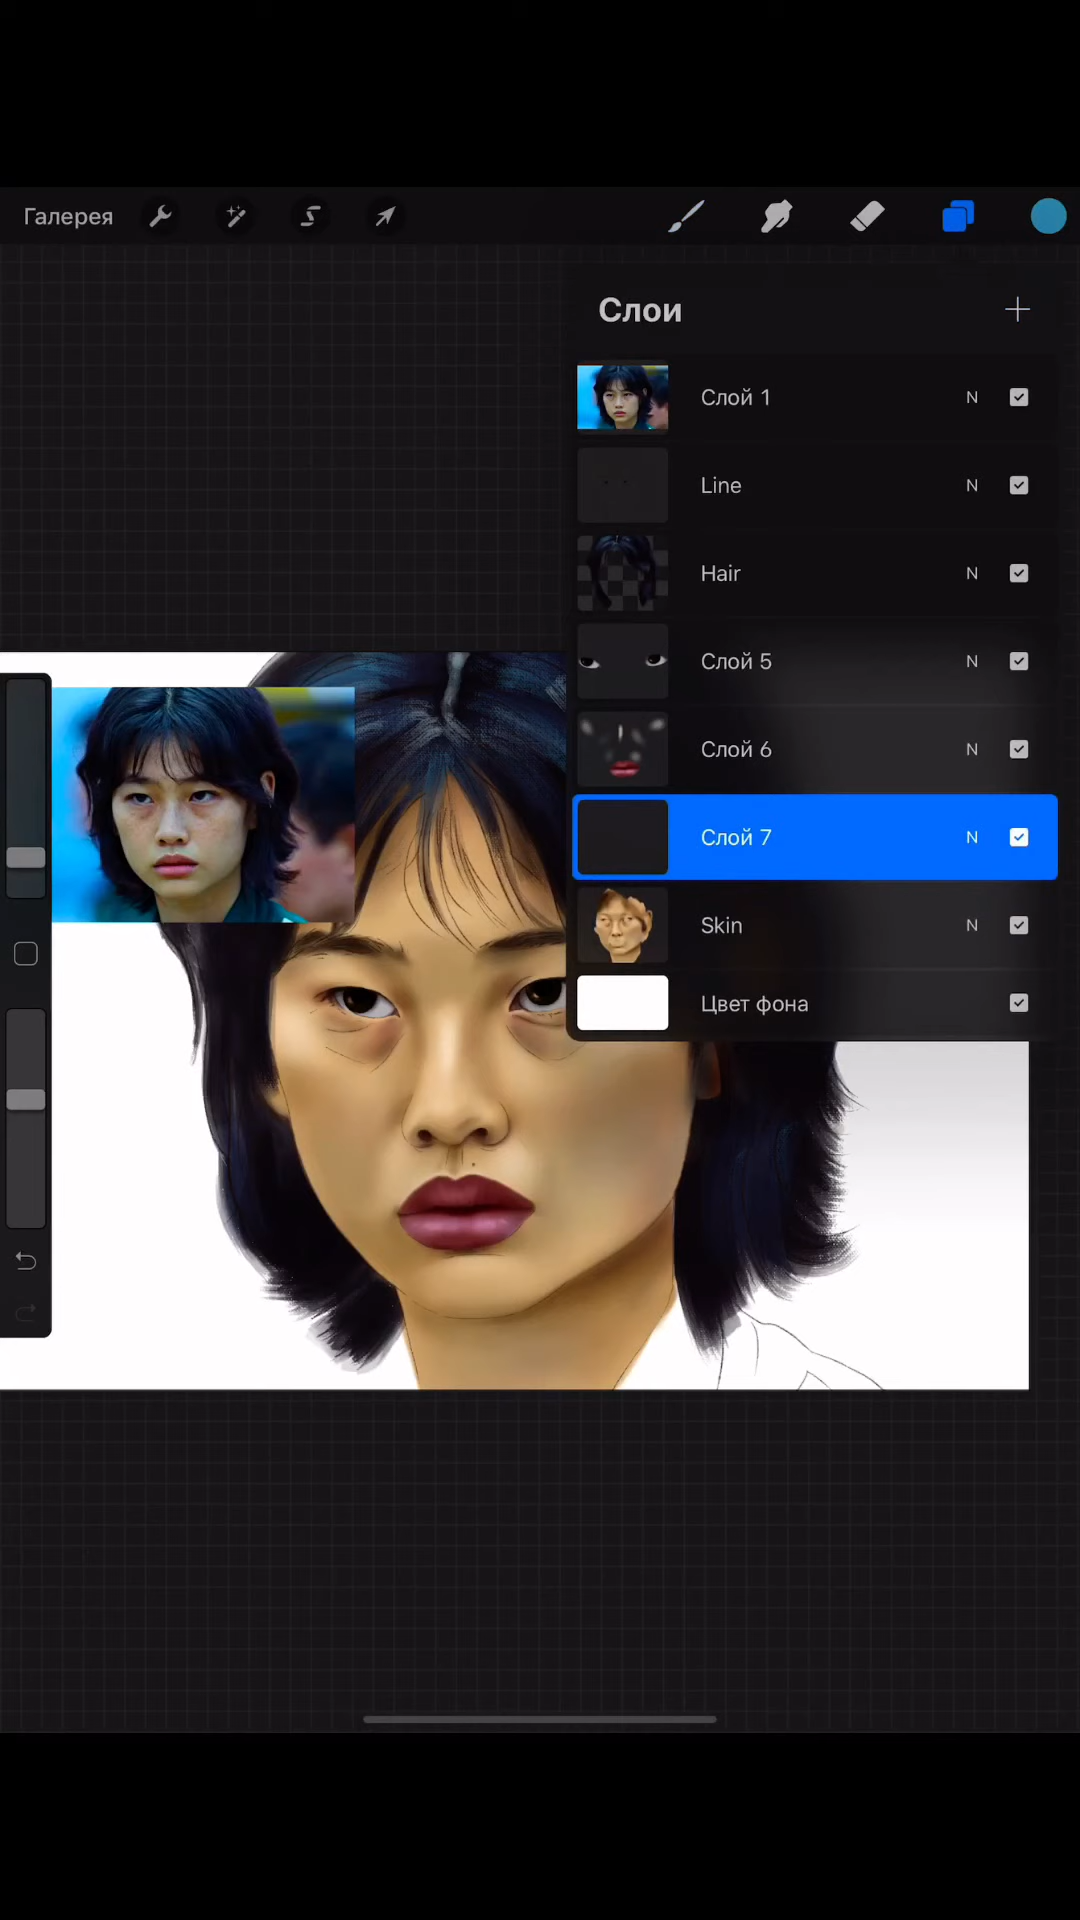 Галерея
Слои
Слой 1 N
Line N
Hair N
Слой 5 N
Слой 6 N
Слой 7 N
Skin N
Цвет фона